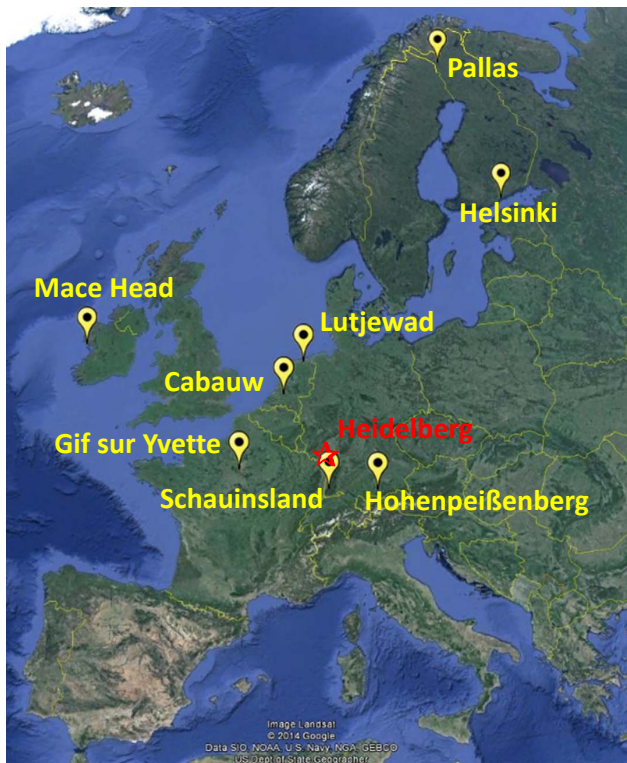 Pallas
Helsinki
Mace Head
Lutjewad
Cabauw
Heidelberg
Gif sur Yvette
Schauinsland
Hohenpeißenberg
Image Landsat
© 2014 Google
Data SIO, NOAA, U.S. Navy, NGA, GEBCO
US Dept of State Geographer